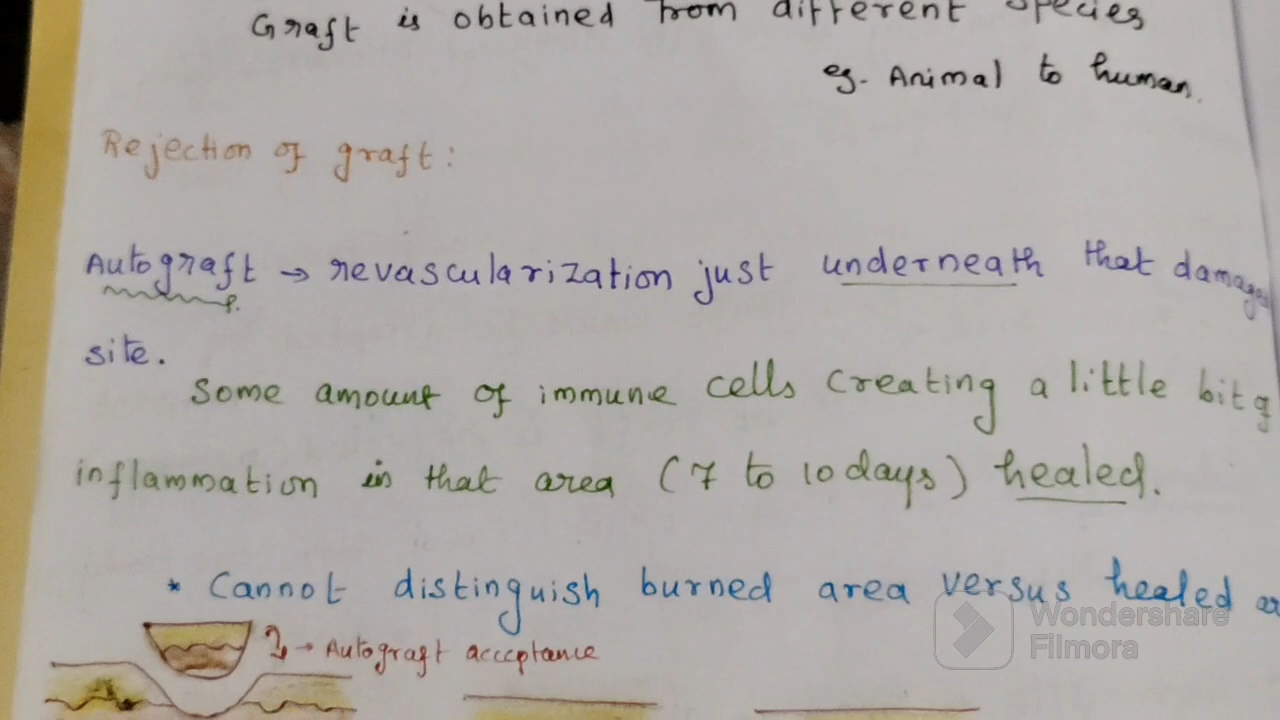 Graft is obtained from different species
eg. Animal to human.
Rejection of graft:
Autograft → revascularization just underneath that damage
site.
Some amount of immune cells creating a little bit
inflammation in that area (7 to 10 days) healed.
* Cannot distinguish burned area versus healed ar
→ Autograft acceptance
Wondershare
Filmora